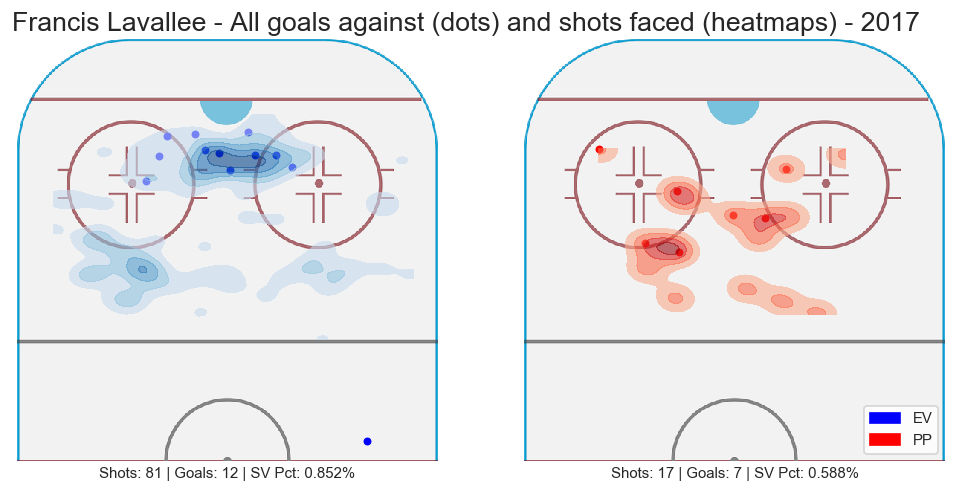 Francis Lavallee - All goals against (dots) and shots faced (heatmaps) - 2017
EV
PP
Shots: 81 | Goals: 12 | SV Pct: 0.852%
Shots: 17 | Goals: 7 | SV Pct: 0.588%